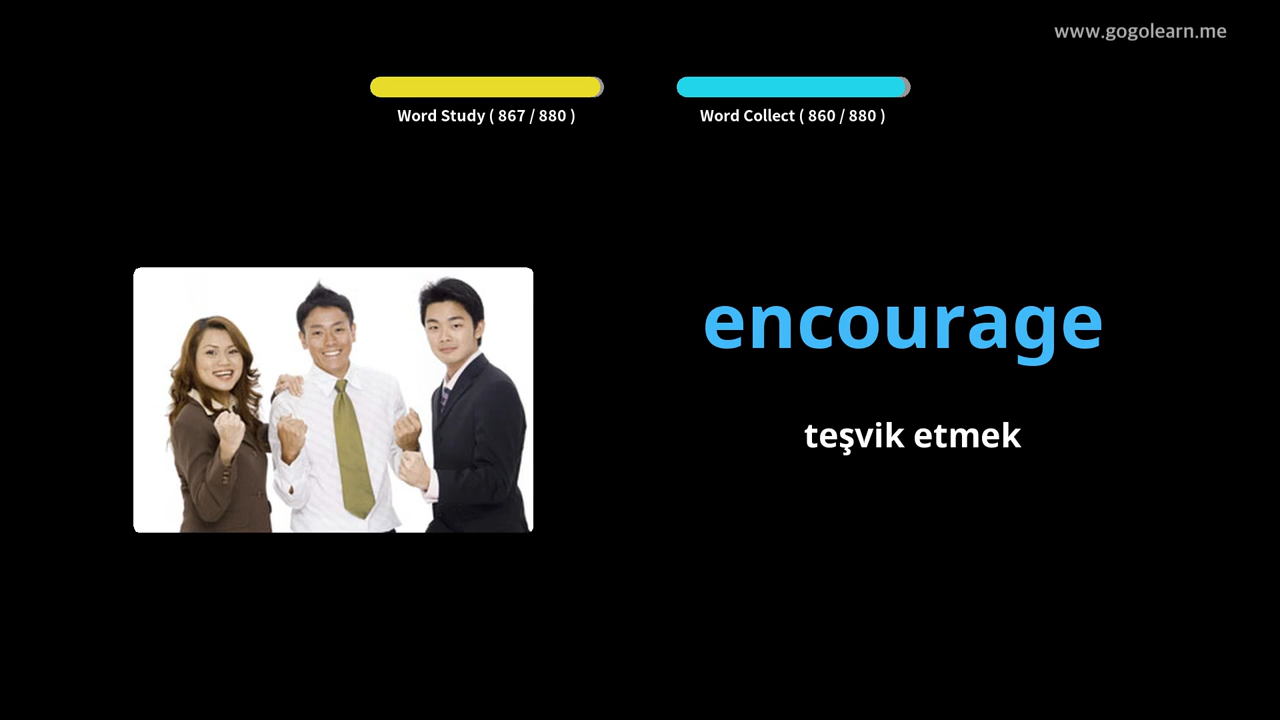 www.gogolearn.me
Word Study ( 867 / 880 )
Word Collect ( 860 / 880 )
encourage
teşvik etmek